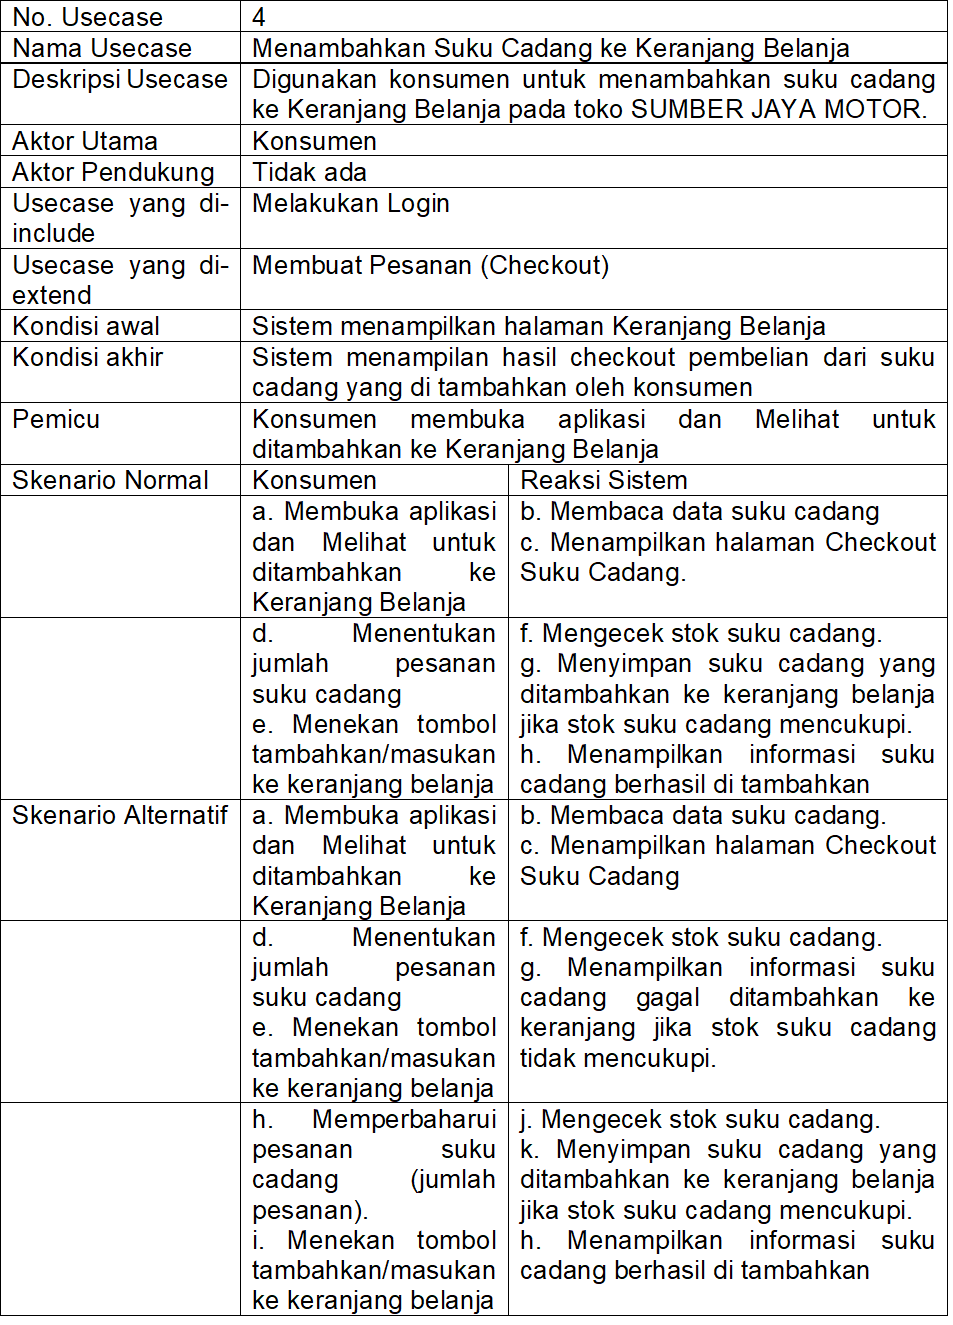 No. Usecase
4
Nama Usecase
Menambahkan Suku Cadang ke Keranjang Belanja
Deskripsi Usecase
Digunakan konsumen untuk menambahkan suku cadang
ke Keranjang Belanja pada toko SUMBER JAYA MOTOR.
Aktor Utama
Konsumen
Aktor Pendukung
Tidak ada
Usecase yang di-
include
Melakukan Login
Usecase yang di-
extend
Membuat Pesanan (Checkout)
Kondisi awal
Sistem menampilkan halaman Keranjang Belanja
Kondisi akhir
Sistem menampilan hasil checkout pembelian dari suku
cadang yang di tambahkan oleh konsumen
Pemicu
Konsumen membuka aplikasi dan Melihat untuk
ditambahkan ke Keranjang Belanja
Skenario Normal
Konsumen
Reaksi Sistem
a. Membuka aplikasi
dan Melihat untuk
ditambahkan ke
Keranjang Belanja
b. Membaca data suku cadang
c. Menampilkan halaman Checkout
Suku Cadang.
d. Menentukan
jumlah pesanan
suku cadang
e. Menekan tombol
tambahkan/masukan
ke keranjang belanja
f. Mengecek stok suku cadang.
g. Menyimpan suku cadang yang
ditambahkan ke keranjang belanja
jika stok suku cadang mencukupi.
h. Menampilkan informasi suku
cadang berhasil di tambahkan
Skenario Alternatif
a. Membuka aplikasi
dan Melihat untuk
ditambahkan ke
Keranjang Belanja
b. Membaca data suku cadang.
c. Menampilkan halaman Checkout
Suku Cadang
d. Menentukan
jumlah pesanan
suku cadang
e. Menekan tombol
tambahkan/masukan
ke keranjang belanja
f. Mengecek stok suku cadang.
g. Menampilkan informasi suku
cadang gagal ditambahkan ke
keranjang jika stok suku cadang
tidak mencukupi.
h. Memperbaharui
pesanan suku
cadang (jumlah
pesanan).
i. Menekan tombol
tambahkan/masukan
ke keranjang belanja
j. Mengecek stok suku cadang.
k. Menyimpan suku cadang yang
ditambahkan ke keranjang belanja
jika stok suku cadang mencukupi.
h. Menampilkan informasi suku
cadang berhasil di tambahkan